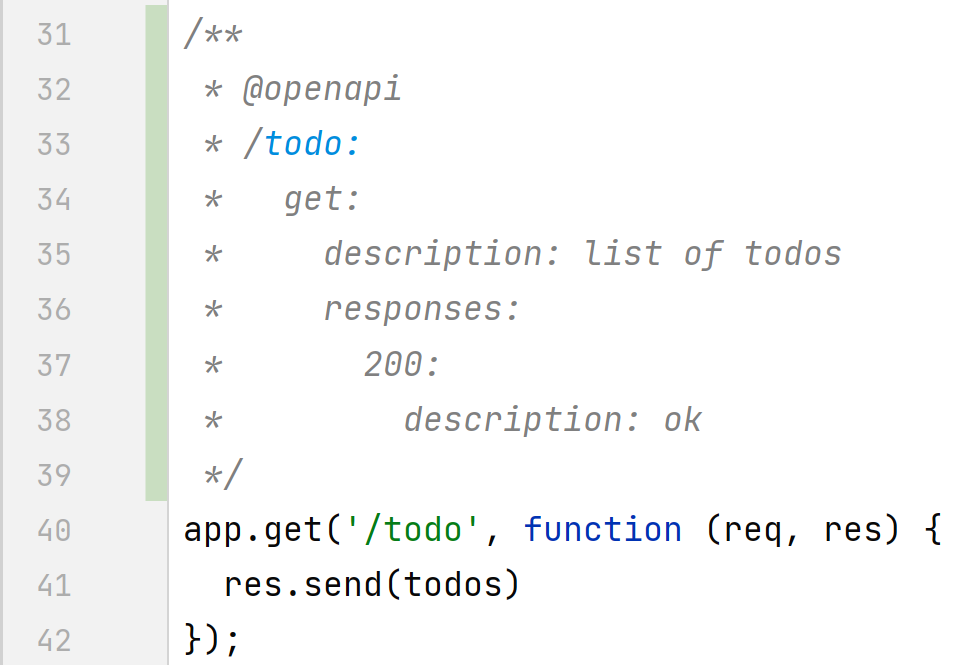 31 /**
32  * @openapi
33  * /todo:
34  *   get:
35  *     description: list of todos
36  *     responses:
37  *       200:
38  *         description: ok
39  */
40 app.get('/todo', function (req, res) {
41   res.send(todos)
42 });